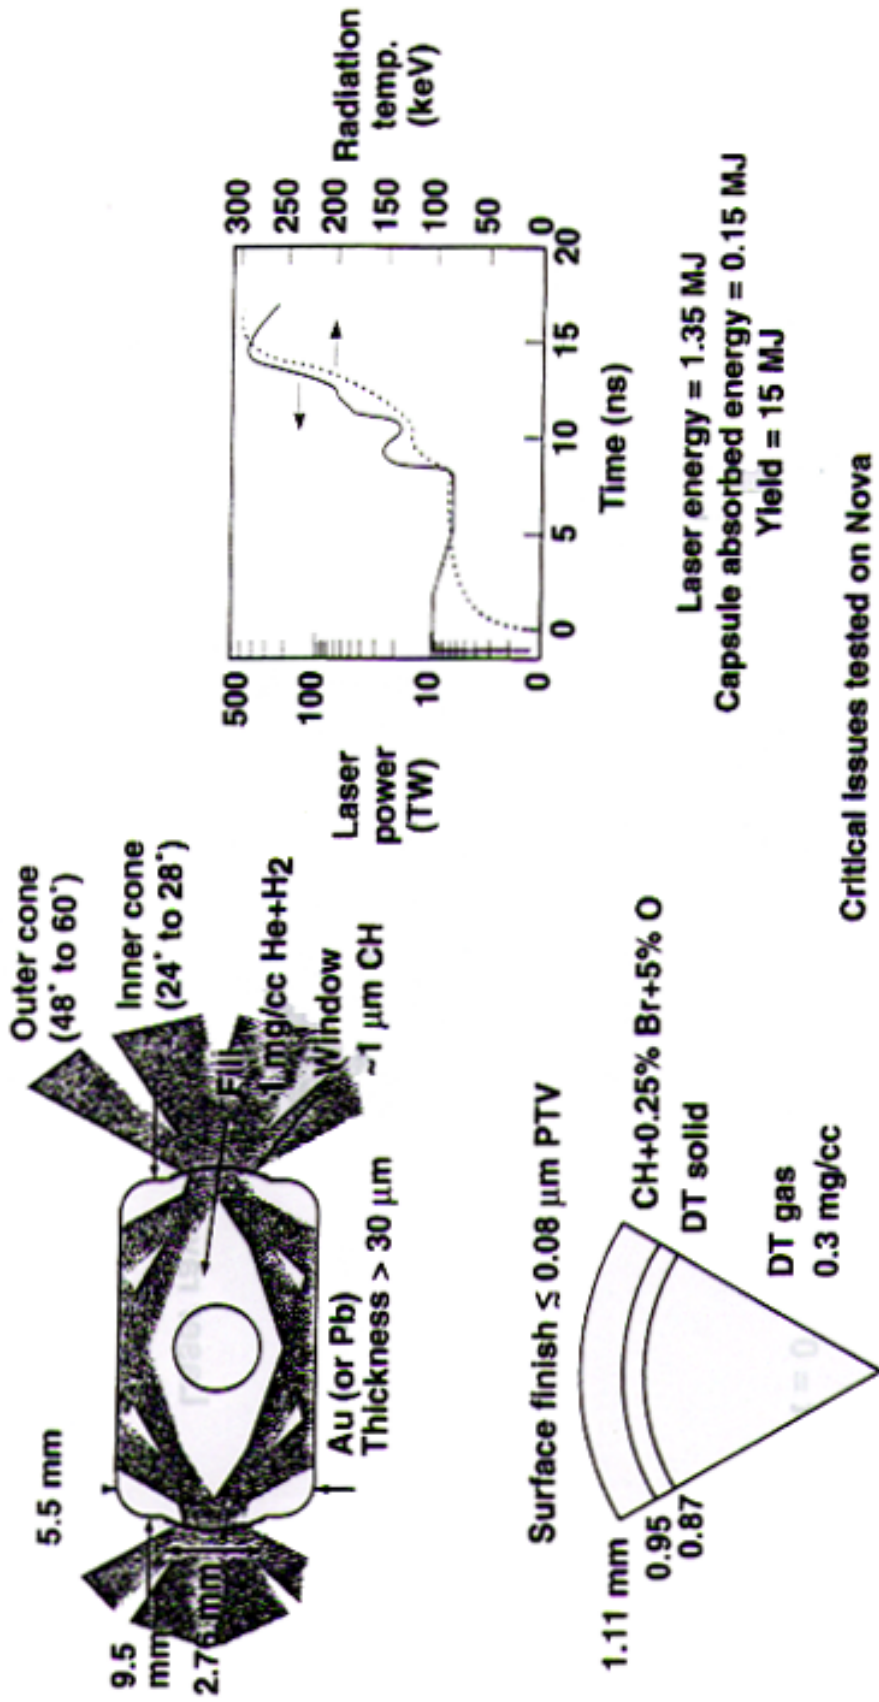 5.5 mm
9.5
mm
2.76 mm
Au (or Pb)
Thickness > 30 μm
Outer cone
(48° to 60°)
Inner cone
(24° to 28°)
Fill
1 mg/cc He+H2
Window
~1 μm CH
Laser
power
(TW)
500
100
10
0
0
5
10
15
20
Time (ns)
300
250
200
150
100
50
0
Radiation
temp.
(keV)
Surface finish ≤ 0.08 μm PTV
1.11 mm
0.95
0.87
CH+0.25% Br+5% O
DT solid
DT gas
0.3 mg/cc
Laser energy = 1.35 MJ
Capsule absorbed energy = 0.15 MJ
Yield = 15 MJ
Critical issues tested on Nova